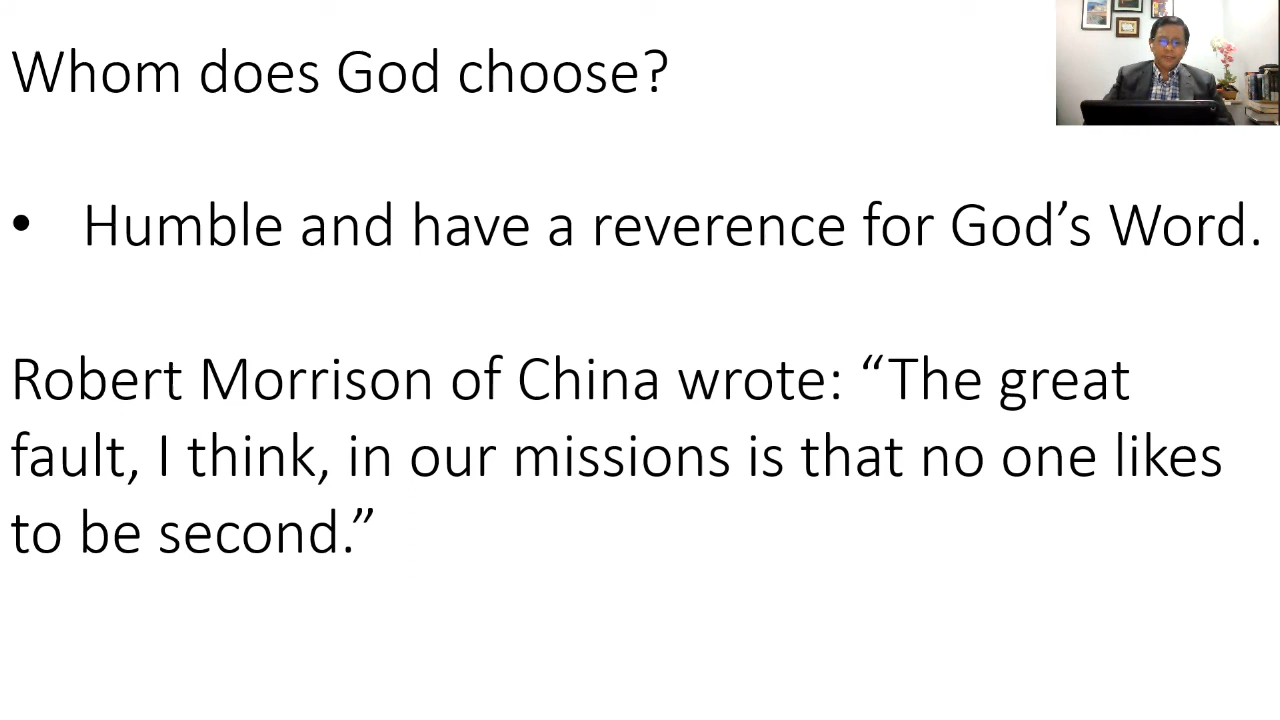 Whom does God choose?
• Humble and have a reverence for God’s Word.
Robert Morrison of China wrote: “The great
fault, I think, in our missions is that no one likes
to be second.”